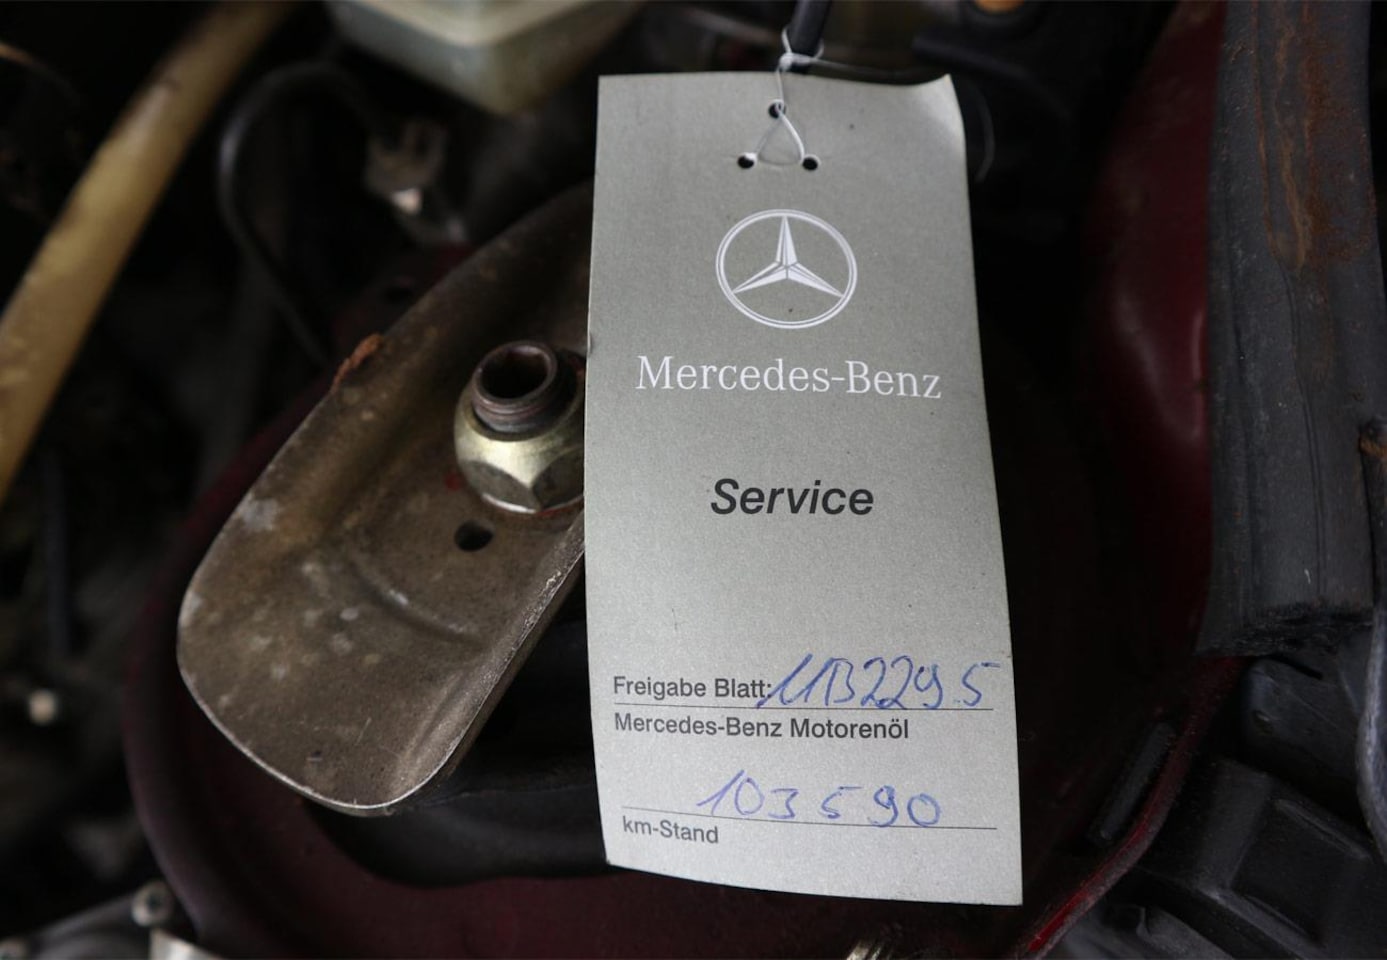 Mercedes-Benz
Service
Freigabe Blatt: MB229.5
Mercedes-Benz Motorenöl
103590
km-Stand